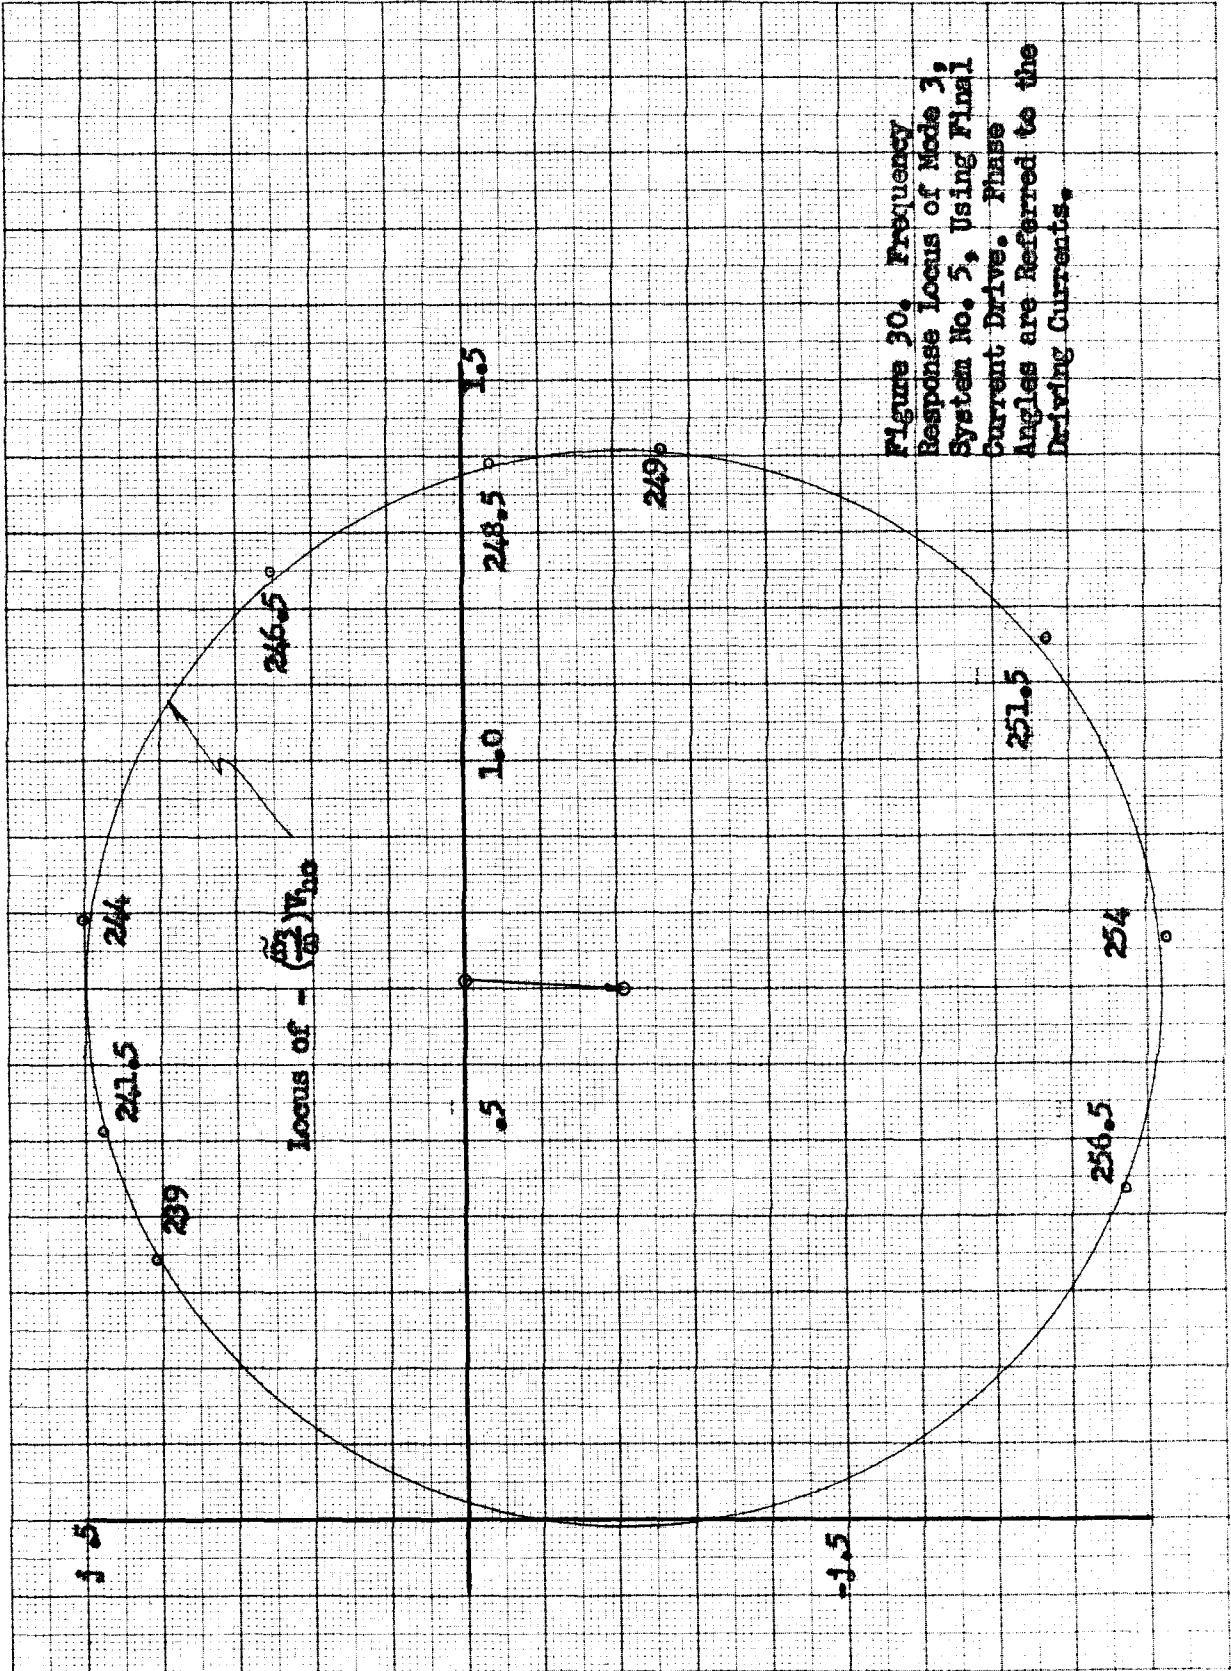 j .5
239
241.5
244
Locus of - (
246.5
.5
1.0
248.5
1.5
249
-j.5
256.5
254
251.5
Figure 30. Frequency
Response Locus of Mode 3,
System No. 5, Using Final
Current Drive. Phase
Angles are Referred to the
Driving Currents.